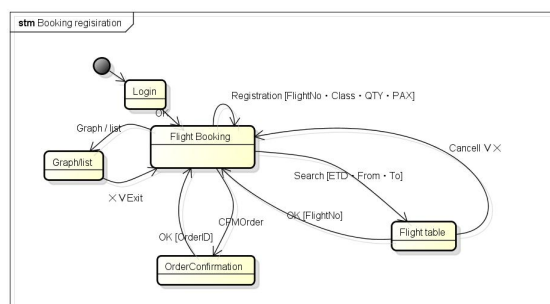 stm Booking regisiration
Login
OK
Registration [FlightNo・Class・QTY・PAX]
Graph / list
Flight Booking
Cancell V ×
Graph/list
Search [ETD・From・To]
× V Exit
OK [FlightNo]
CFMOrder
Flight table
OK [OrderID]
OrderConfirmation